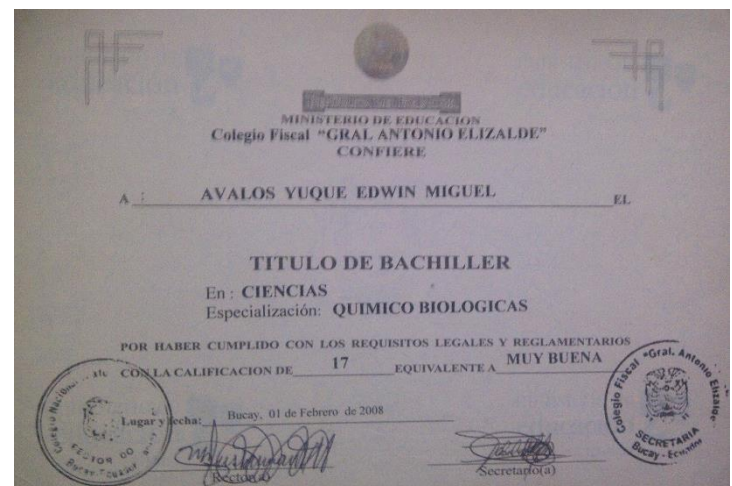 MINISTERIO DE EDUCACION
Colegio Fiscal "GRAL ANTONIO ELIZALDE"
CONFIERE
A : AVALOS YUQUE EDWIN MIGUEL EL
TITULO DE BACHILLER
En : CIENCIAS
Especialización: QUIMICO BIOLOGICAS
POR HABER CUMPLIDO CON LOS REQUISITOS LEGALES Y REGLAMENTARIOS
CON LA CALIFICACION DE 17 EQUIVALENTE A MUY BUENA
Lugar y fecha: Bucay, 01 de Febrero de 2008
Secretario(a)
Colegio Fiscal "Gral. Antonio Elizalde"
SECRETARIA
Bucay - Ecuador